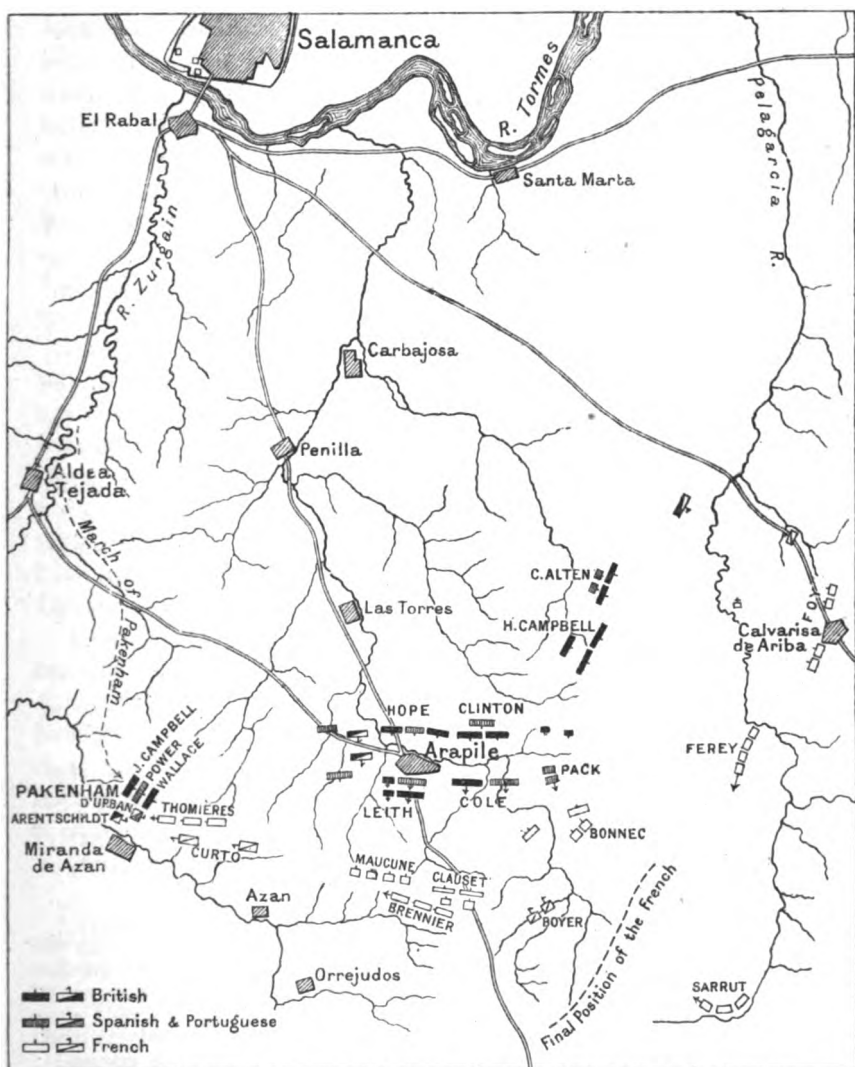 Salamanca
El Rabal
R. Tormes
Pelagarcia R.
Santa Marta
R. Zurgain
Carbajosa
Penilla
Aldea
Tejada
March of Pakenham
C. ALTEN
Las Torres
H. CAMPBELL
FOY
Calvarisa
de Ariba
HOPE
CLINTON
Arapile
FEREY
J. CAMPBELL
POWER
WALLACE
PAKENHAM
D'URBAN
THOMIÈRES
ARENTSCHILDT
PACK
LEITH
COLE
BONNEC
Miranda
de Azan
CURTO
MAUCUNE
CLAUSET
BRENNIER
Azan
BOYER
Final Position of the French
Orrejudos
SARRUT
British
Spanish & Portuguese
French